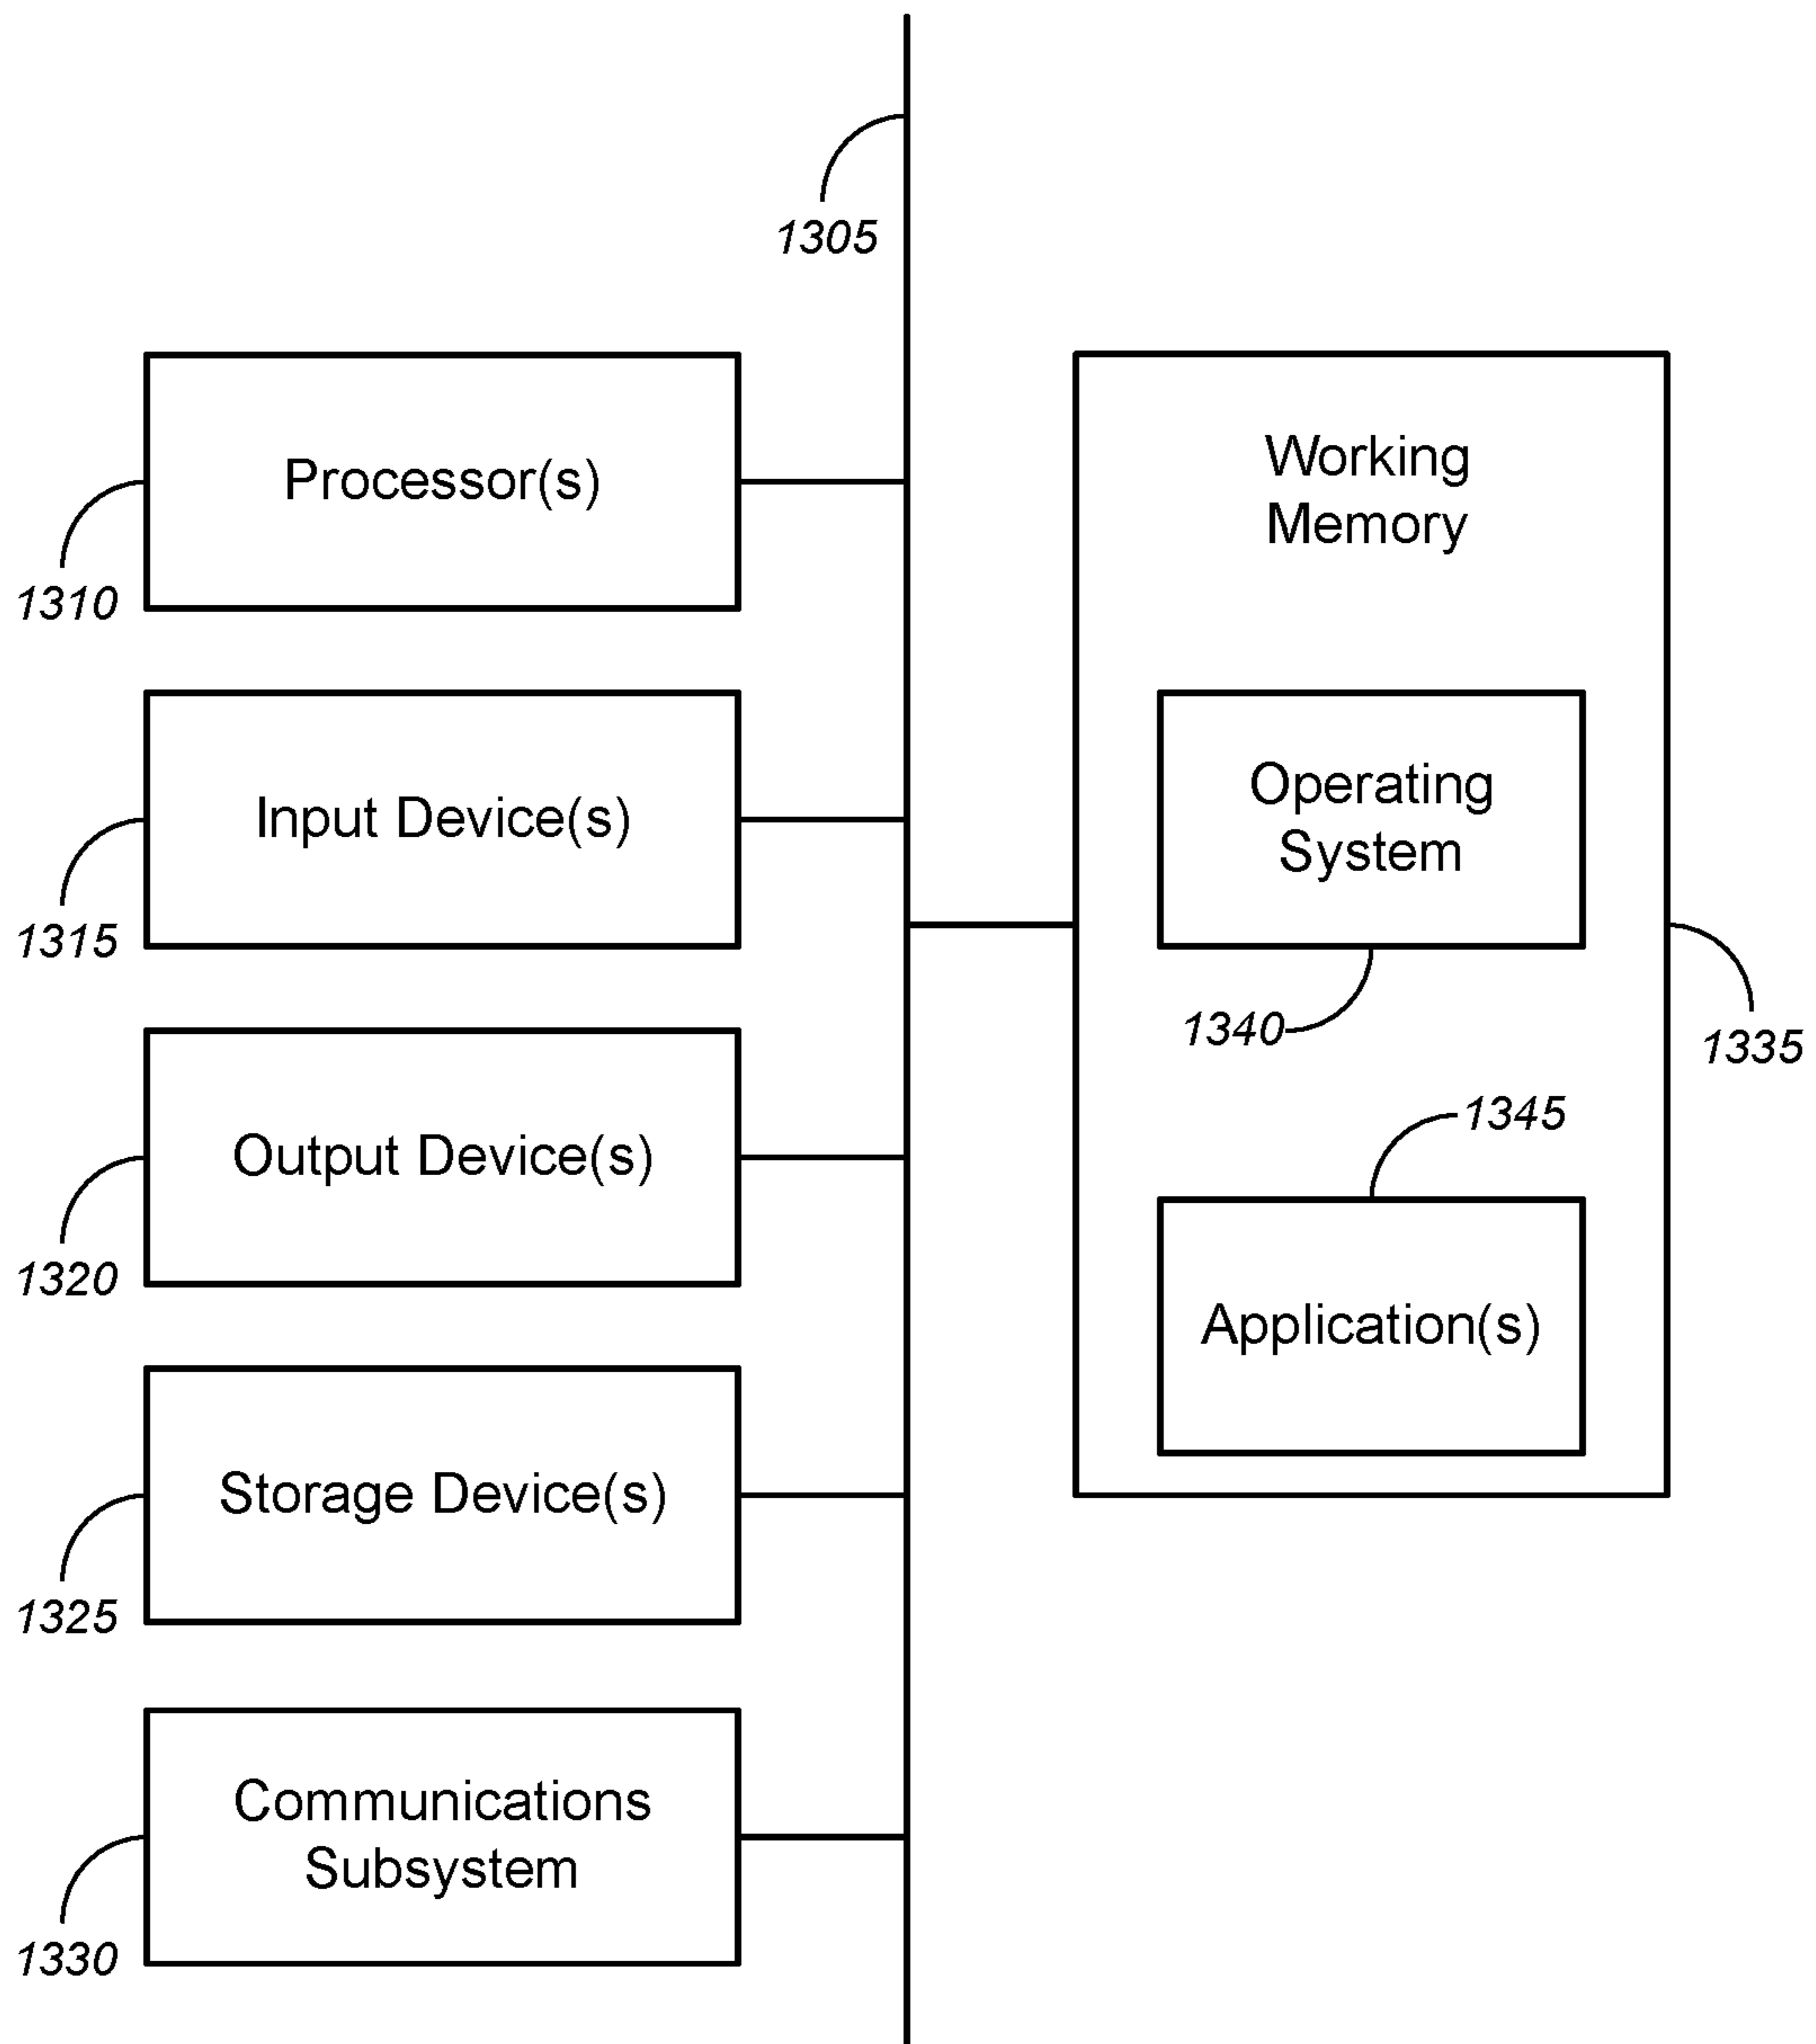 1305
Processor(s)
1310
Input Device(s)
1315
Output Device(s)
1320
Storage Device(s)
1325
Communications
Subsystem
1330
Working
Memory
Operating
System
1340
1335
1345
Application(s)